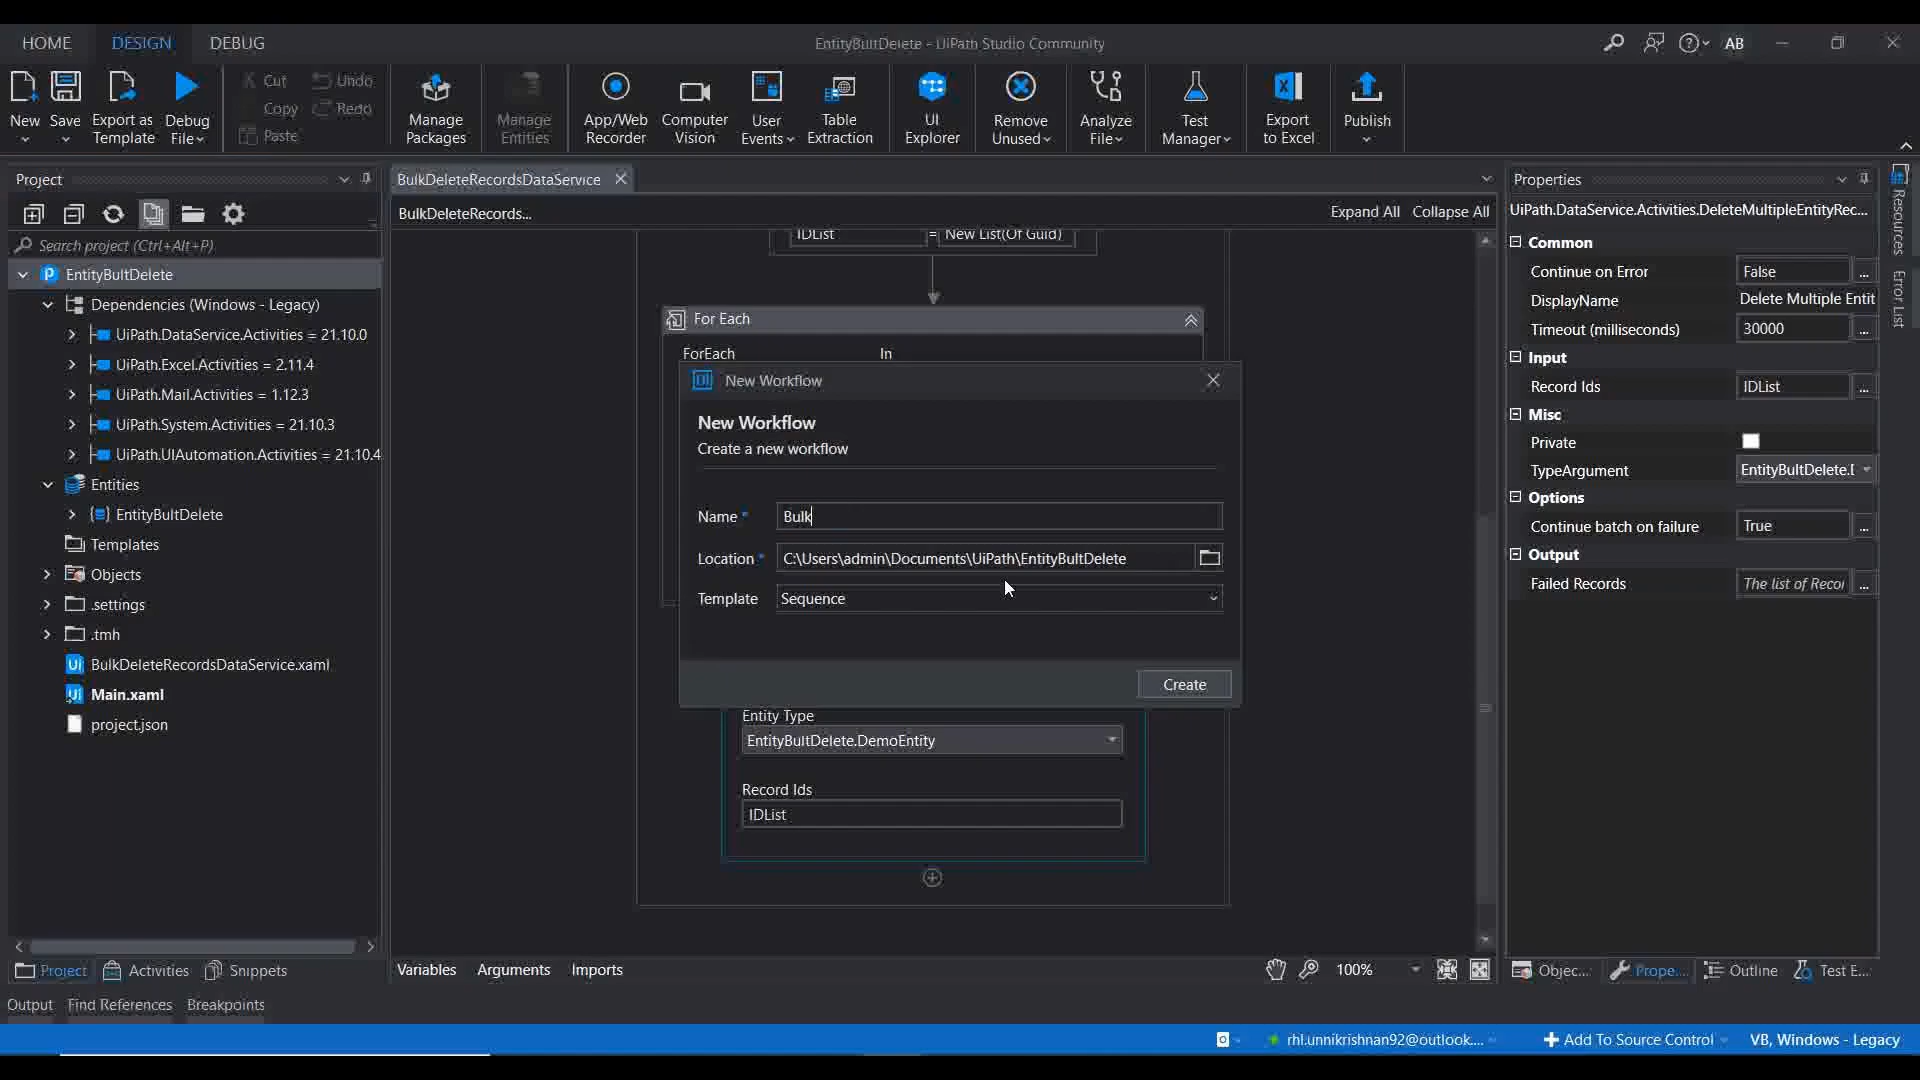 HOME DESIGN DEBUG
EntityBultDelete - UiPath Studio Community
AB
New Save Export as Template Debug File
Cut Copy Paste
Undo Redo
Manage Packages
Manage Entities
App/Web Recorder
Computer Vision
User Events
Table Extraction
UI Explorer
Remove Unused
Analyze File
Test Manager
Export to Excel
Publish
Project
Search project (Ctrl+Alt+P)
EntityBultDelete
Dependencies (Windows - Legacy)
UiPath.DataService.Activities = 21.10.0
UiPath.Excel.Activities = 2.11.4
UiPath.Mail.Activities = 1.12.3
UiPath.System.Activities = 21.10.3
UiPath.UIAutomation.Activities = 21.10.4
Entities
EntityBultDelete
Templates
Objects
.settings
.tmh
BulkDeleteRecordsDataService.xaml
Main.xaml
project.json
Project Activities Snippets
BulkDeleteRecordsDataService
BulkDeleteRecords...
Expand All Collapse All
IDList = New List(Of Guid)
For Each
ForEach In
New Workflow
New Workflow
Create a new workflow
Name * Bulk
Location * C:\Users\admin\Documents\UiPath\EntityBultDelete
Template Sequence
Create
Entity Type
EntityBultDelete.DemoEntity
Record Ids
IDList
Variables Arguments Imports
100%
Properties
UiPath.DataService.Activities.DeleteMultipleEntityRec...
Common
Continue on Error False ...
DisplayName Delete Multiple Entit
Timeout (milliseconds) 30000 ...
Input
Record Ids IDList ...
Misc
Private
TypeArgument EntityBultDelete.
Options
Continue batch on failure True ...
Output
Failed Records The list of Recor ...
Objec... Prope... Outline Test E...
Resources
Error List
Output Find References Breakpoints
rhl.unnikrishnan92@outlook.... Add To Source Control VB, Windows - Legacy